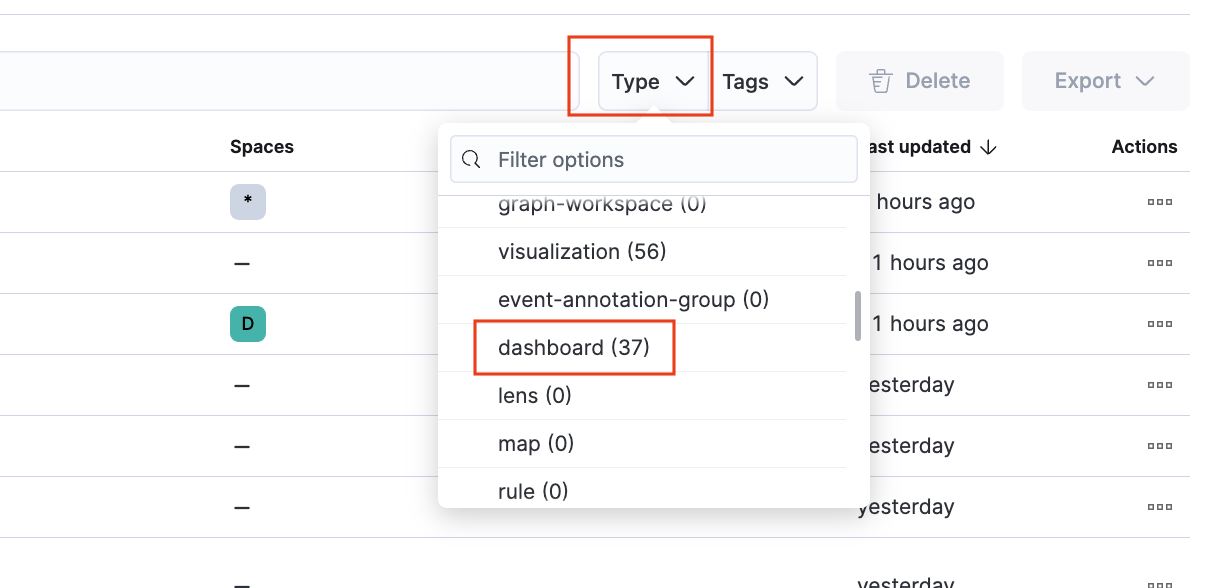 Type Tags Delete Export
Filter options
Spaces ast updated Actions
graph-workspace (0)
* hours ago
visualization (56)
– 1 hours ago
event-annotation-group (0)
D 1 hours ago
dashboard (37)
– esterday
lens (0)
map (0)
– esterday
rule (0)
– yesterday
– yesterday